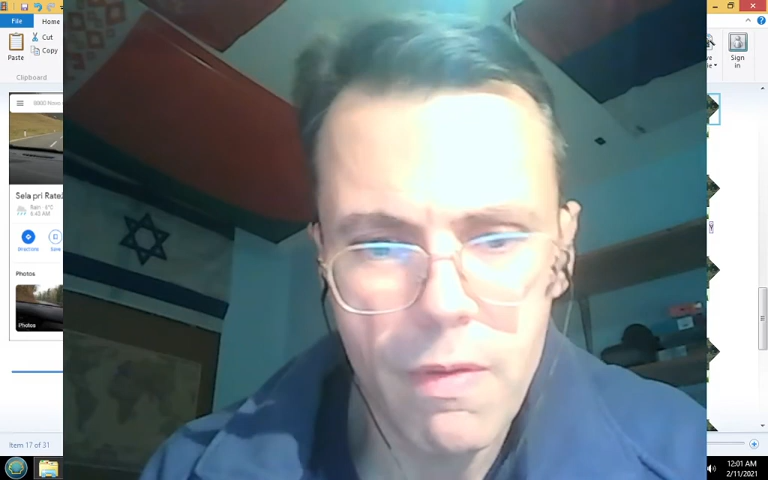 File
Home
Paste
Cut
Copy
Clipboard
Sign
in
Sela pri
Rain · 6°C
6:43 AM
Directions
Save
Photos
Photos
Item 17 of 31
12:01 AM
2/11/2021